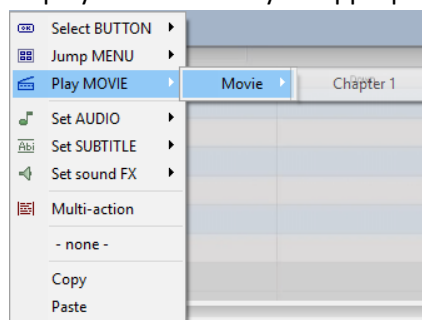 Select BUTTON
Jump MENU
Play MOVIE Movie Chapter 1
Set AUDIO
Abi Set SUBTITLE
Set sound FX
Multi-action
- none -
Copy
Paste